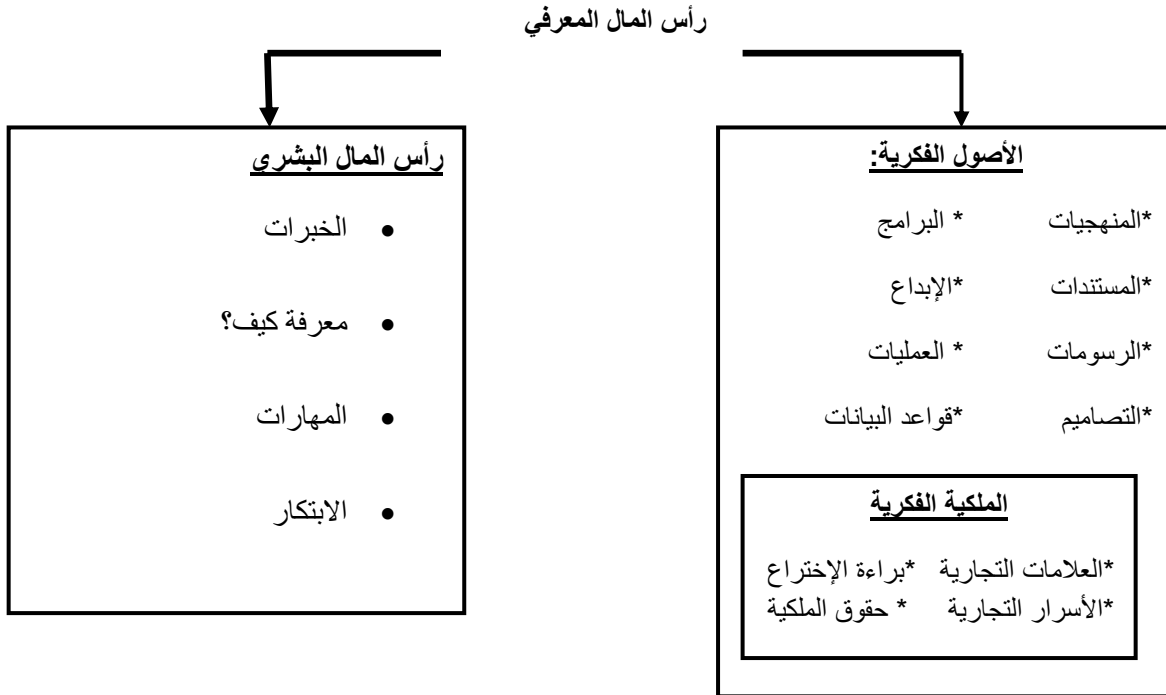 رأس المال المعرفي
الأصول الفكرية:
*المنهجيات * البرامج
*المستندات *الإبداع
*الرسومات * العمليات
*التصاميم *قواعد البيانات
الملكية الفكرية
*العلامات التجارية *براءة الإختراع
*الأسرار التجارية * حقوق الملكية
رأس المال البشري
• الخبرات
• معرفة كيف؟
• المهارات
• الابتكار